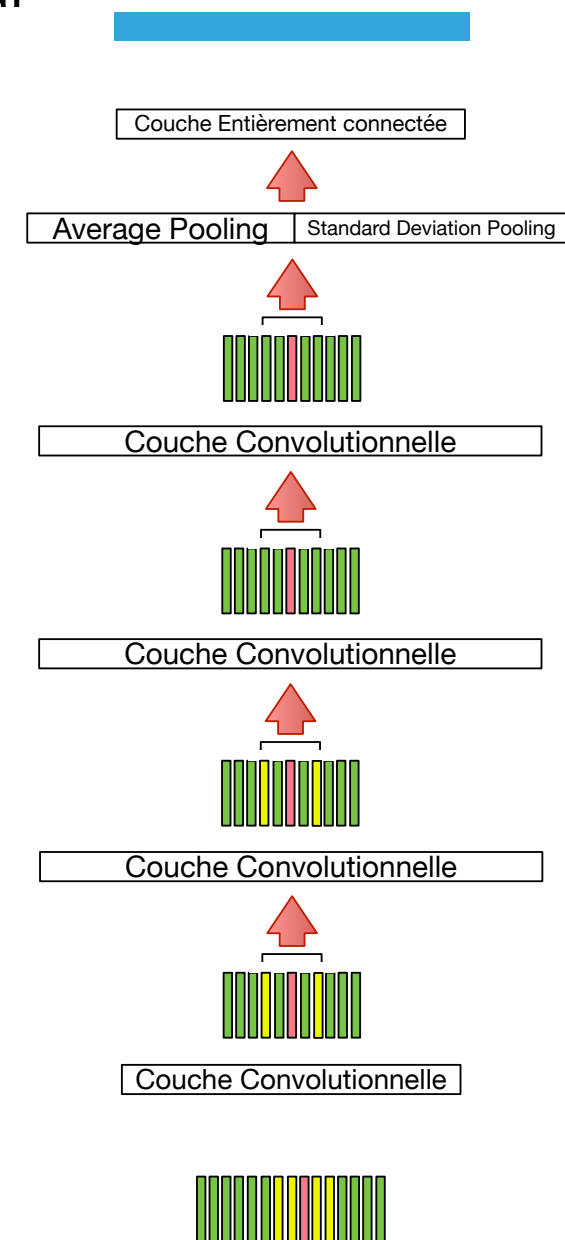 Couche Entièrement connectée
Average Pooling Standard Deviation Pooling
Couche Convolutionnelle
Couche Convolutionnelle
Couche Convolutionnelle
Couche Convolutionnelle